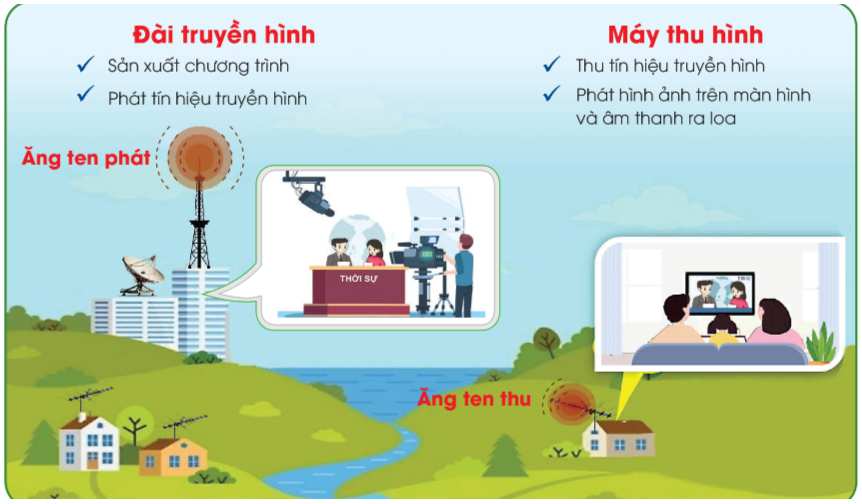 Đài truyền hình
Sản xuất chương trình
Phát tín hiệu truyền hình
Máy thu hình
Thu tín hiệu truyền hình
Phát hình ảnh trên màn hình
và âm thanh ra loa
Ăng ten phát
THỜI SỰ
Ăng ten thu